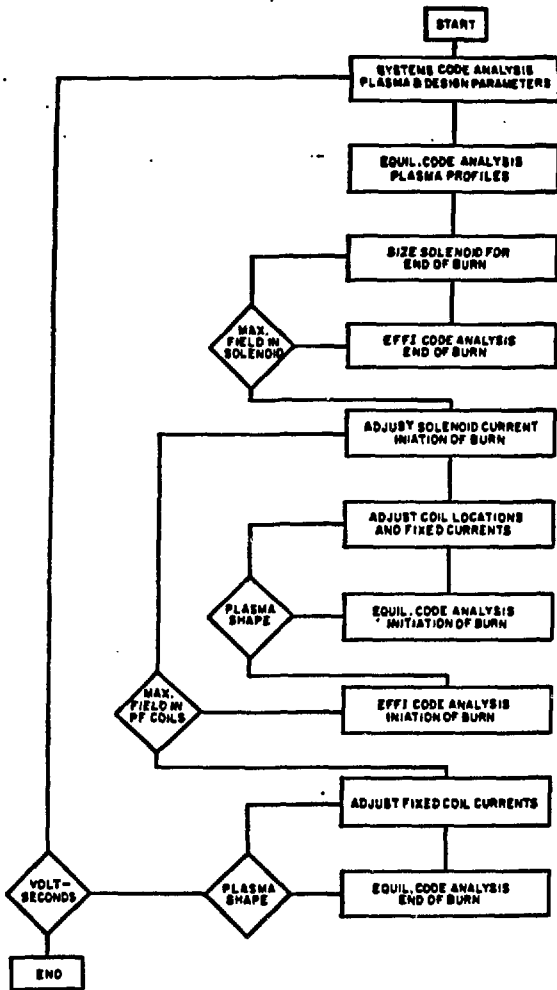 START
SYSTEMS CODE ANALYSIS
PLASMA & DESIGN PARAMETERS
EQUIL. CODE ANALYSIS
PLASMA PROFILES
SIZE SOLENOID FOR
END OF BURN
MAX.
FIELD IN
SOLENOID
EFFI CODE ANALYSIS
END OF BURN
ADJUST SOLENOID CURRENT
INIATION OF BURN
ADJUST COIL LOCATIONS
AND FIXED CURRENTS
PLASMA
SHAPE
EQUIL. CODE ANALYSIS
INITIATION OF BURN
MAX.
FIELD IN
PF COILS
EFFI CODE ANALYSIS
INIATION OF BURN
ADJUST FIXED COIL CURRENTS
VOLT-
SECONDS
PLASMA
SHAPE
EQUIL. CODE ANALYSIS
END OF BURN
END